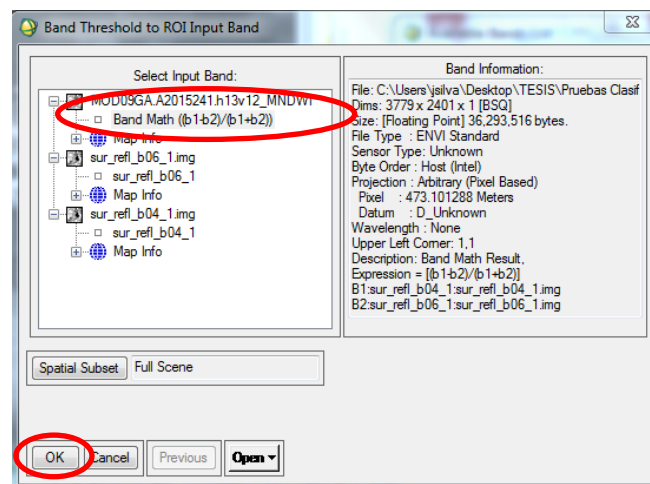 Band Threshold to ROI Input Band
Select Input Band:
MOD09GA.A2015241.h13v12_MNDWI
Band Math ((b1-b2)/(b1+b2))
Map Info
sur_refl_b06_1.img
sur_refl_b06_1
Map Info
sur_refl_b04_1.img
sur_refl_b04_1
Map Info
Band Information:
File: C:\Users\jsilva\Desktop\TESIS\Pruebas Clasif
Dims: 3779 x 2401 x 1 [BSQ]
Size: [Floating Point] 36,293,516 bytes.
File Type : ENVI Standard
Sensor Type: Unknown
Byte Order : Host (Intel)
Projection : Arbitrary (Pixel Based)
Pixel : 473.101288 Meters
Datum : D_Unknown
Wavelength : None
Upper Left Corner: 1,1
Description: Band Math Result,
Expression = [(b1-b2)/(b1+b2)]
B1:sur_refl_b04_1:sur_refl_b04_1.img
B2:sur_refl_b06_1:sur_refl_b06_1.img
Spatial Subset Full Scene
OK Cancel Previous Open